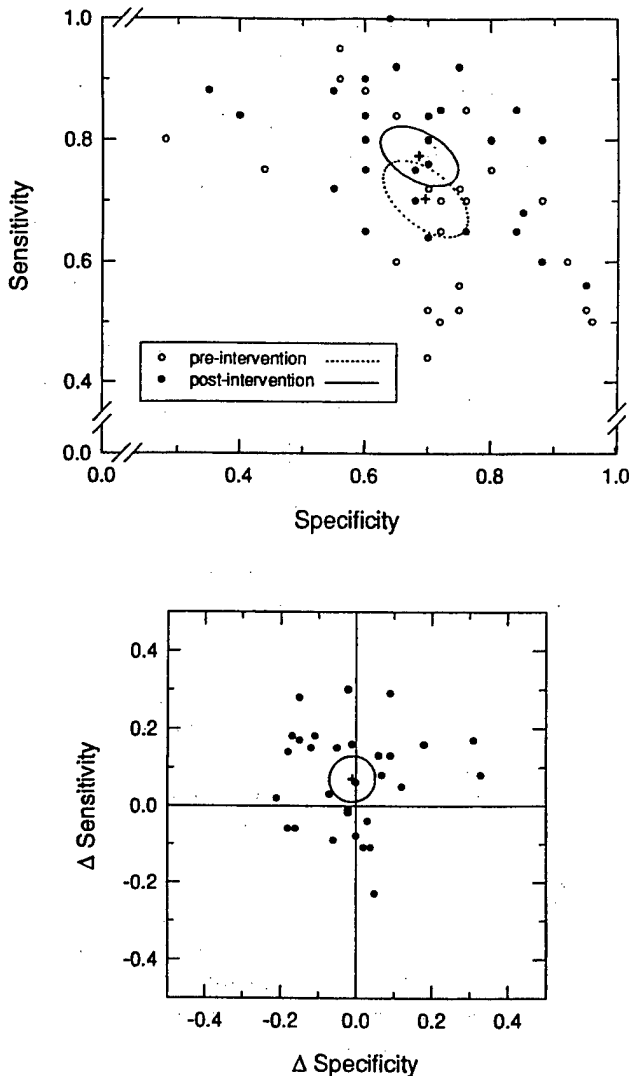 1.0
0.8
0.6
0.4
0.0
Sensitivity
pre-intervention
post-intervention
0.0 0.4 0.6 0.8 1.0
Specificity
0.4
0.2
0.0
-0.2
-0.4
Δ Sensitivity
-0.4 -0.2 0.0 0.2 0.4
Δ Specificity